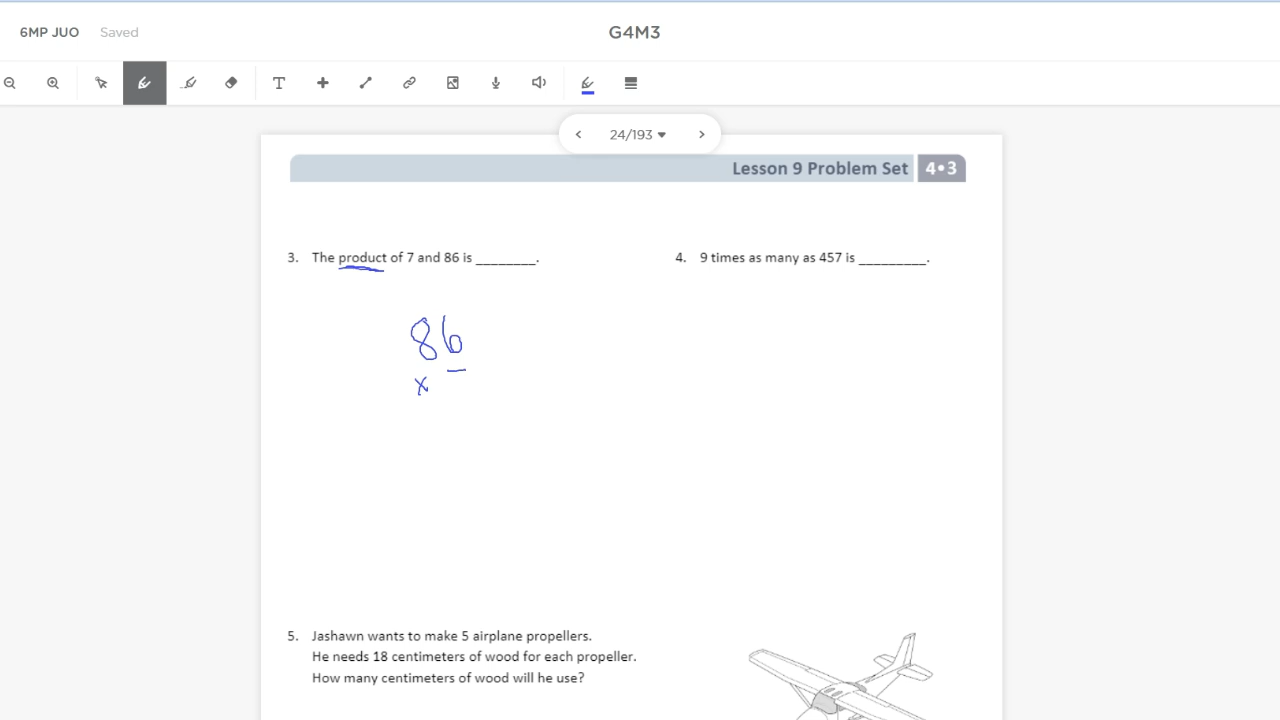 6MP JUO Saved G4M3
T
24/193
Lesson 9 Problem Set 4•3
3. The product of 7 and 86 is ________.
4. 9 times as many as 457 is _________.
86
x
5. Jashawn wants to make 5 airplane propellers.
He needs 18 centimeters of wood for each propeller.
How many centimeters of wood will he use?